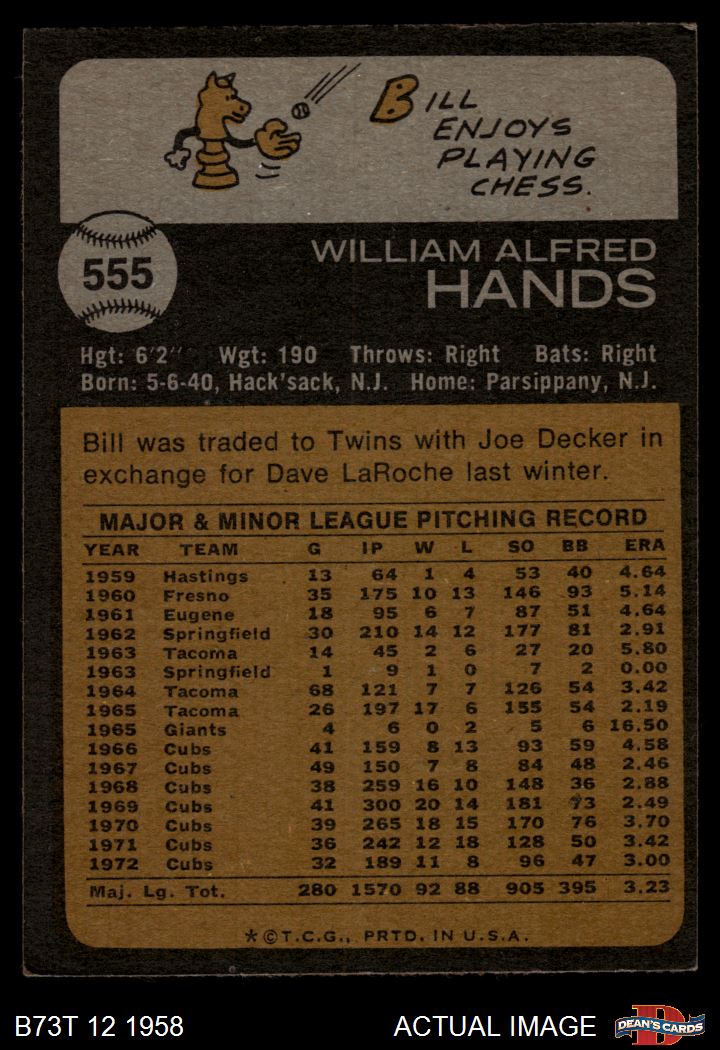 BILL
ENJOYS
PLAYING
CHESS.
555
WILLIAM ALFRED
HANDS
Hgt: 6'2" Wgt: 190 Throws: Right Bats: Right
Born: 5-6-40, Hack'sack, N.J. Home: Parsippany, N.J.
Bill was traded to Twins with Joe Decker in
exchange for Dave LaRoche last winter.
MAJOR & MINOR LEAGUE PITCHING RECORD
YEAR TEAM G IP W L SO BB ERA
1959 Hastings 13 64 1 4 53 40 4.64
1960 Fresno 35 175 10 13 146 93 5.14
1961 Eugene 18 95 6 7 87 51 4.64
1962 Springfield 30 210 14 12 177 81 2.91
1963 Tacoma 14 45 2 6 27 20 5.80
1963 Springfield 1 9 1 0 7 2 0.00
1964 Tacoma 68 121 7 7 126 54 3.42
1965 Tacoma 26 197 17 6 155 54 2.19
1965 Giants 4 6 0 2 5 6 16.50
1966 Cubs 41 159 8 13 93 59 4.58
1967 Cubs 49 150 7 8 84 48 2.46
1968 Cubs 38 259 16 10 148 36 2.88
1969 Cubs 41 300 20 14 181 73 2.49
1970 Cubs 39 265 18 15 170 76 3.70
1971 Cubs 36 242 12 18 128 50 3.42
1972 Cubs 32 189 11 8 96 47 3.00
Maj. Lg. Tot. 280 1570 92 88 905 395 3.23
*©T.C.G., PRTD. IN U.S.A.
B73T 12 1958 ACTUAL IMAGE DEAN'S CARDS